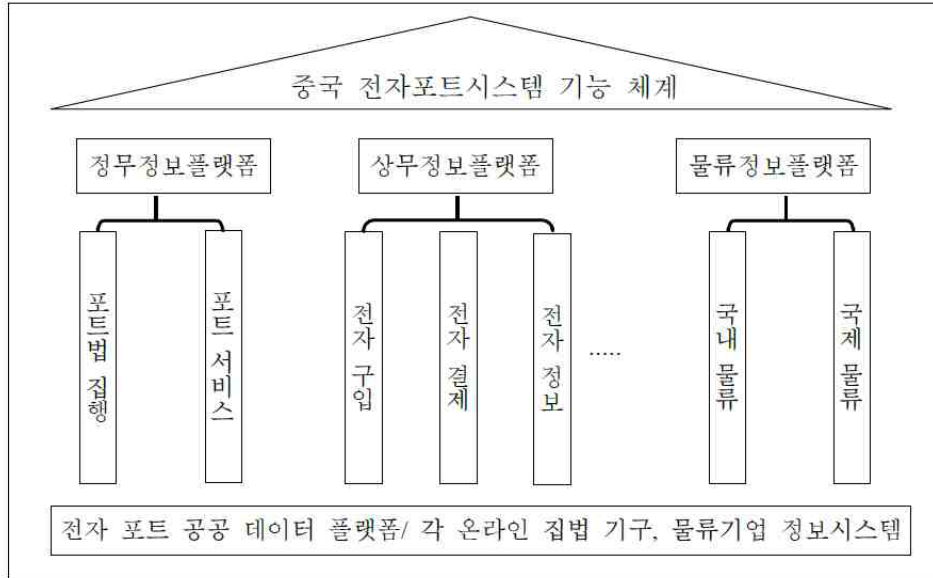 중국 전자포트시스템 기능 체계
정무정보플랫폼
상무정보플랫폼
물류정보플랫폼
포트법 집행
포트 서비스
전자 구입
전자 결제
전자 정보
.....
국내 물류
국제 물류
전자 포트 공공 데이터 플랫폼/ 각 온라인 집법 기구, 물류기업 정보시스템